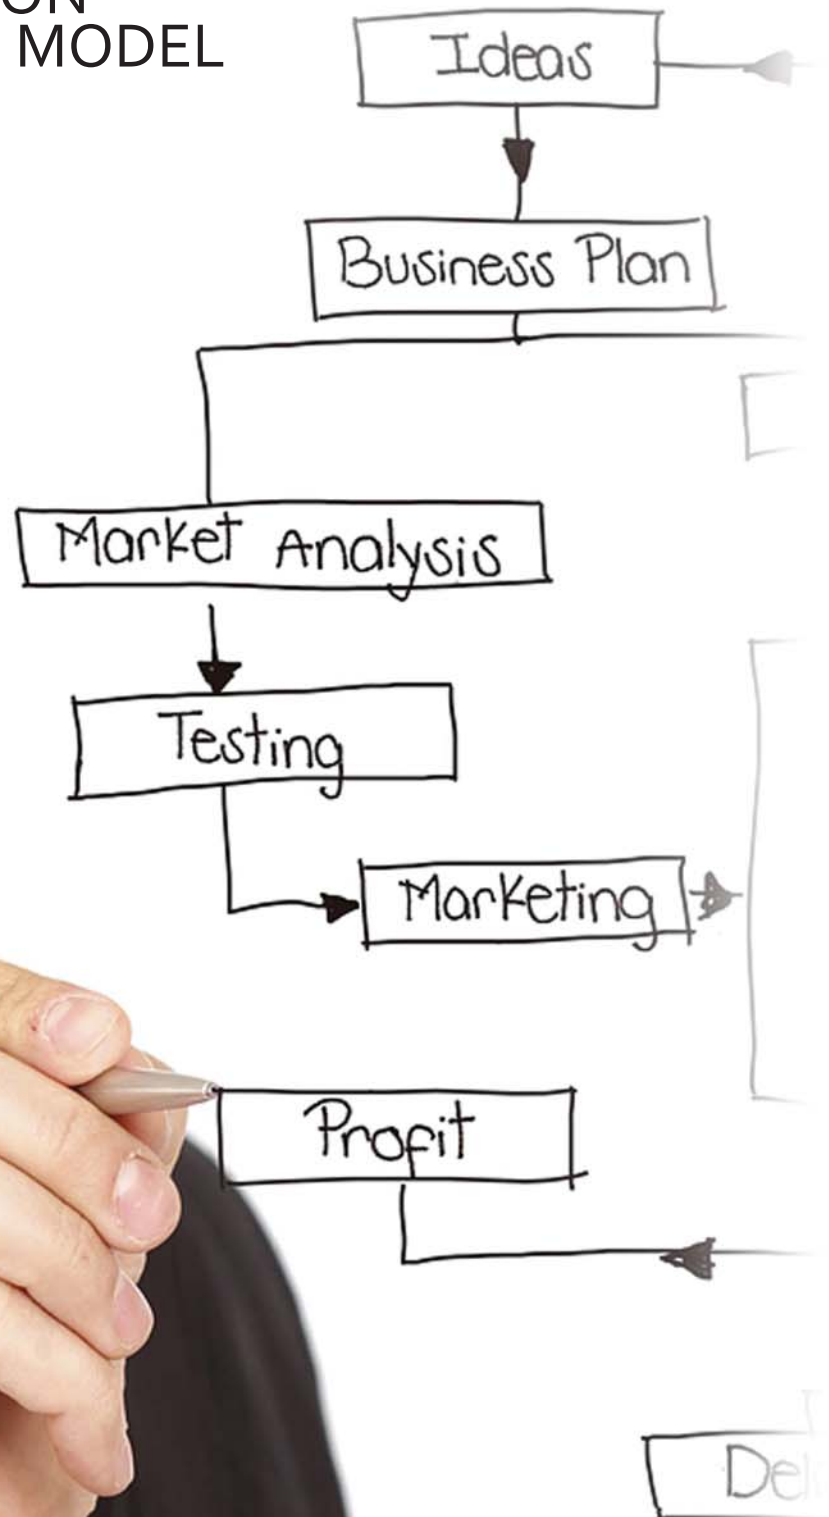 MODEL
Ideas
Business Plan
Market Analysis
Testing
Marketing
Profit